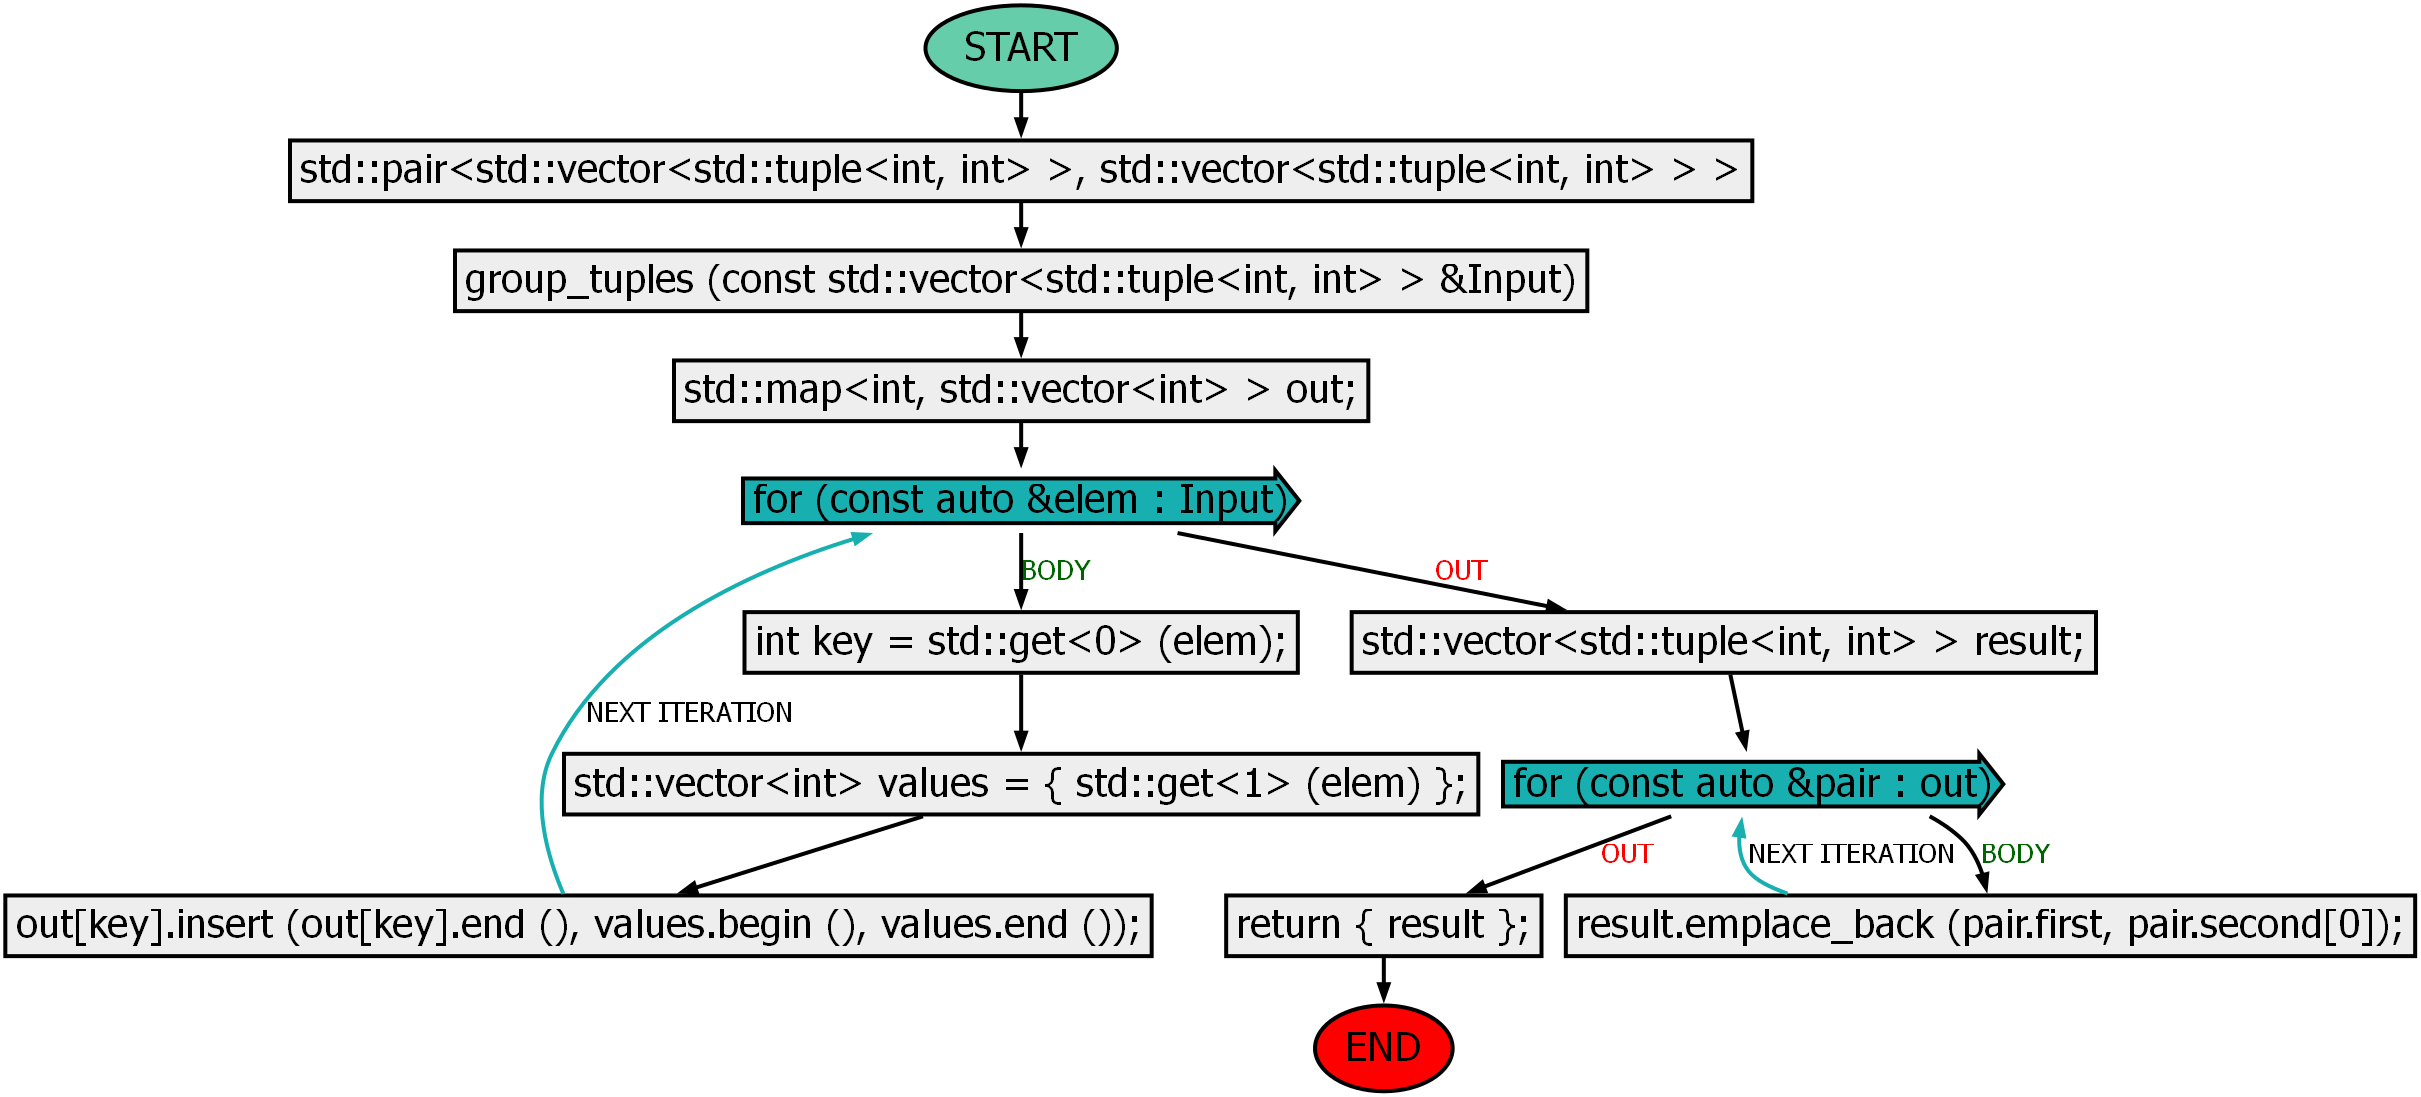 START
std::pair<std::vector<std::tuple<int, int> >, std::vector<std::tuple<int, int> > >
group_tuples (const std::vector<std::tuple<int, int> > &Input)
std::map<int, std::vector<int> > out;
for (const auto &elem : Input)
BODY
OUT
int key = std::get<0> (elem);
std::vector<std::tuple<int, int> > result;
NEXT ITERATION
std::vector<int> values = { std::get<1> (elem) };
for (const auto &pair : out)
OUT
NEXT ITERATION
BODY
out[key].insert (out[key].end (), values.begin (), values.end ());
return { result };
result.emplace_back (pair.first, pair.second[0]);
END